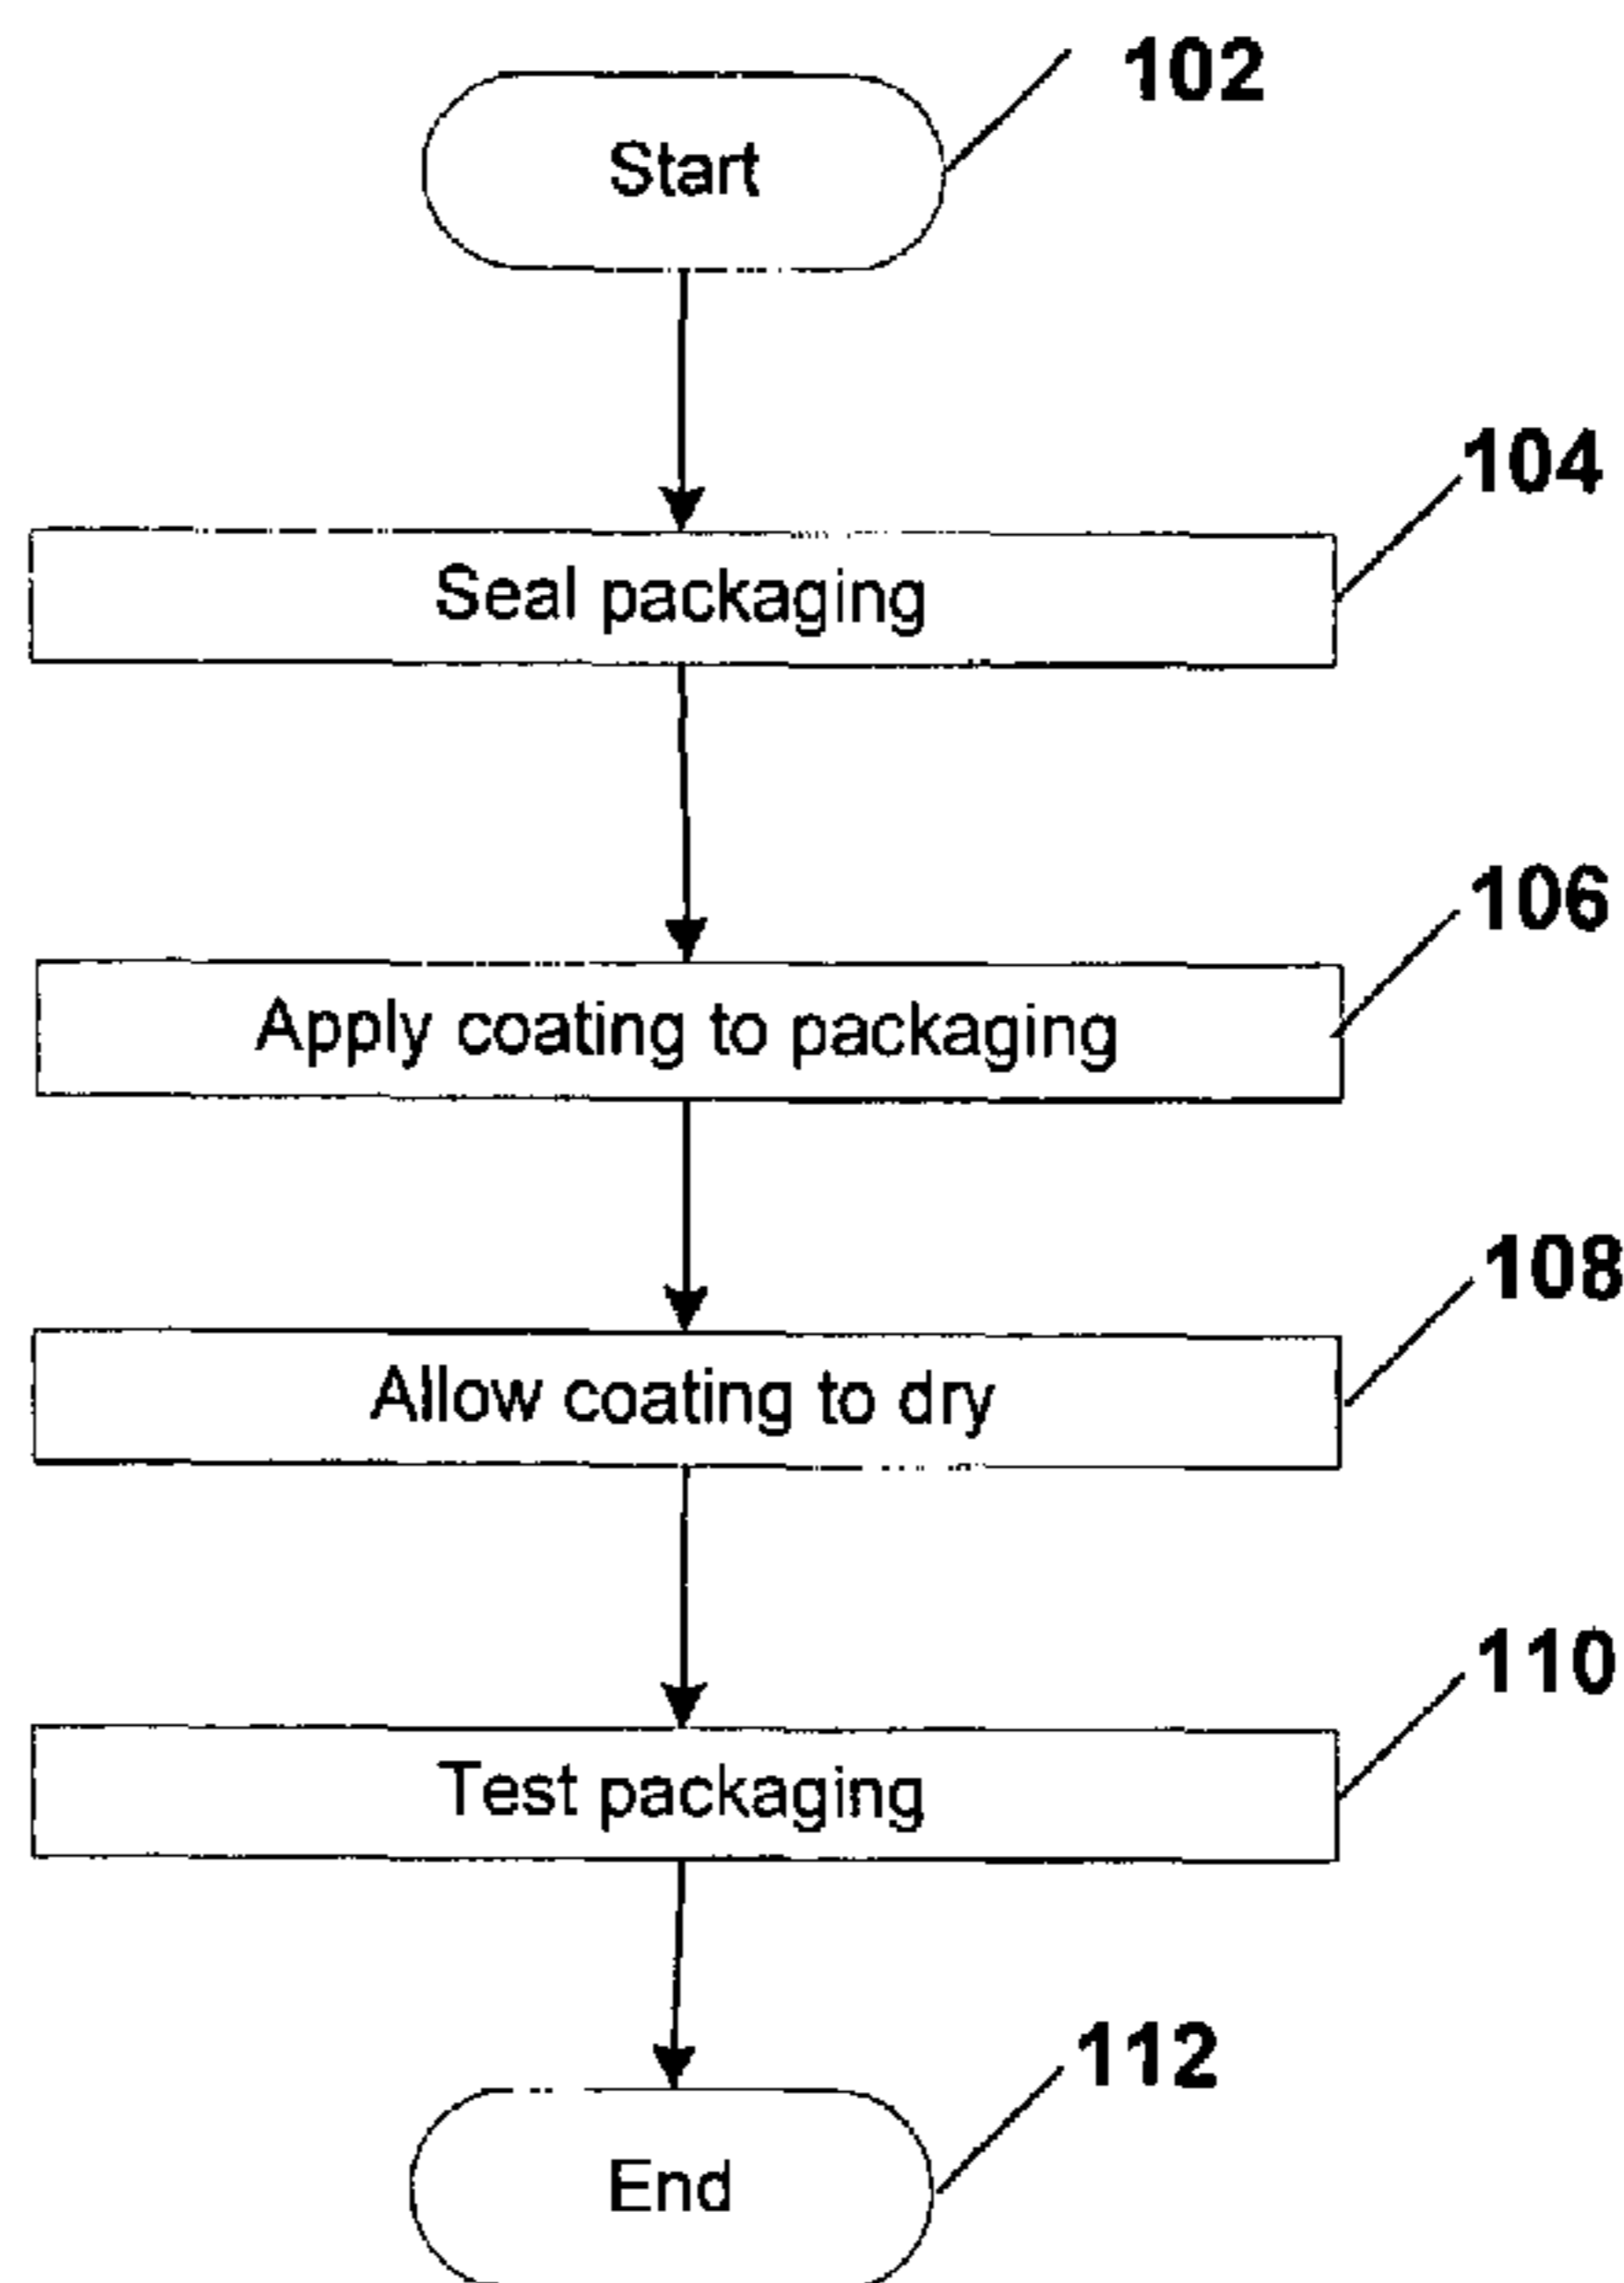 102
Start
104
Seal packaging
106
Apply coating to packaging
108
Allow coating to dry
110
Test packaging
112
End